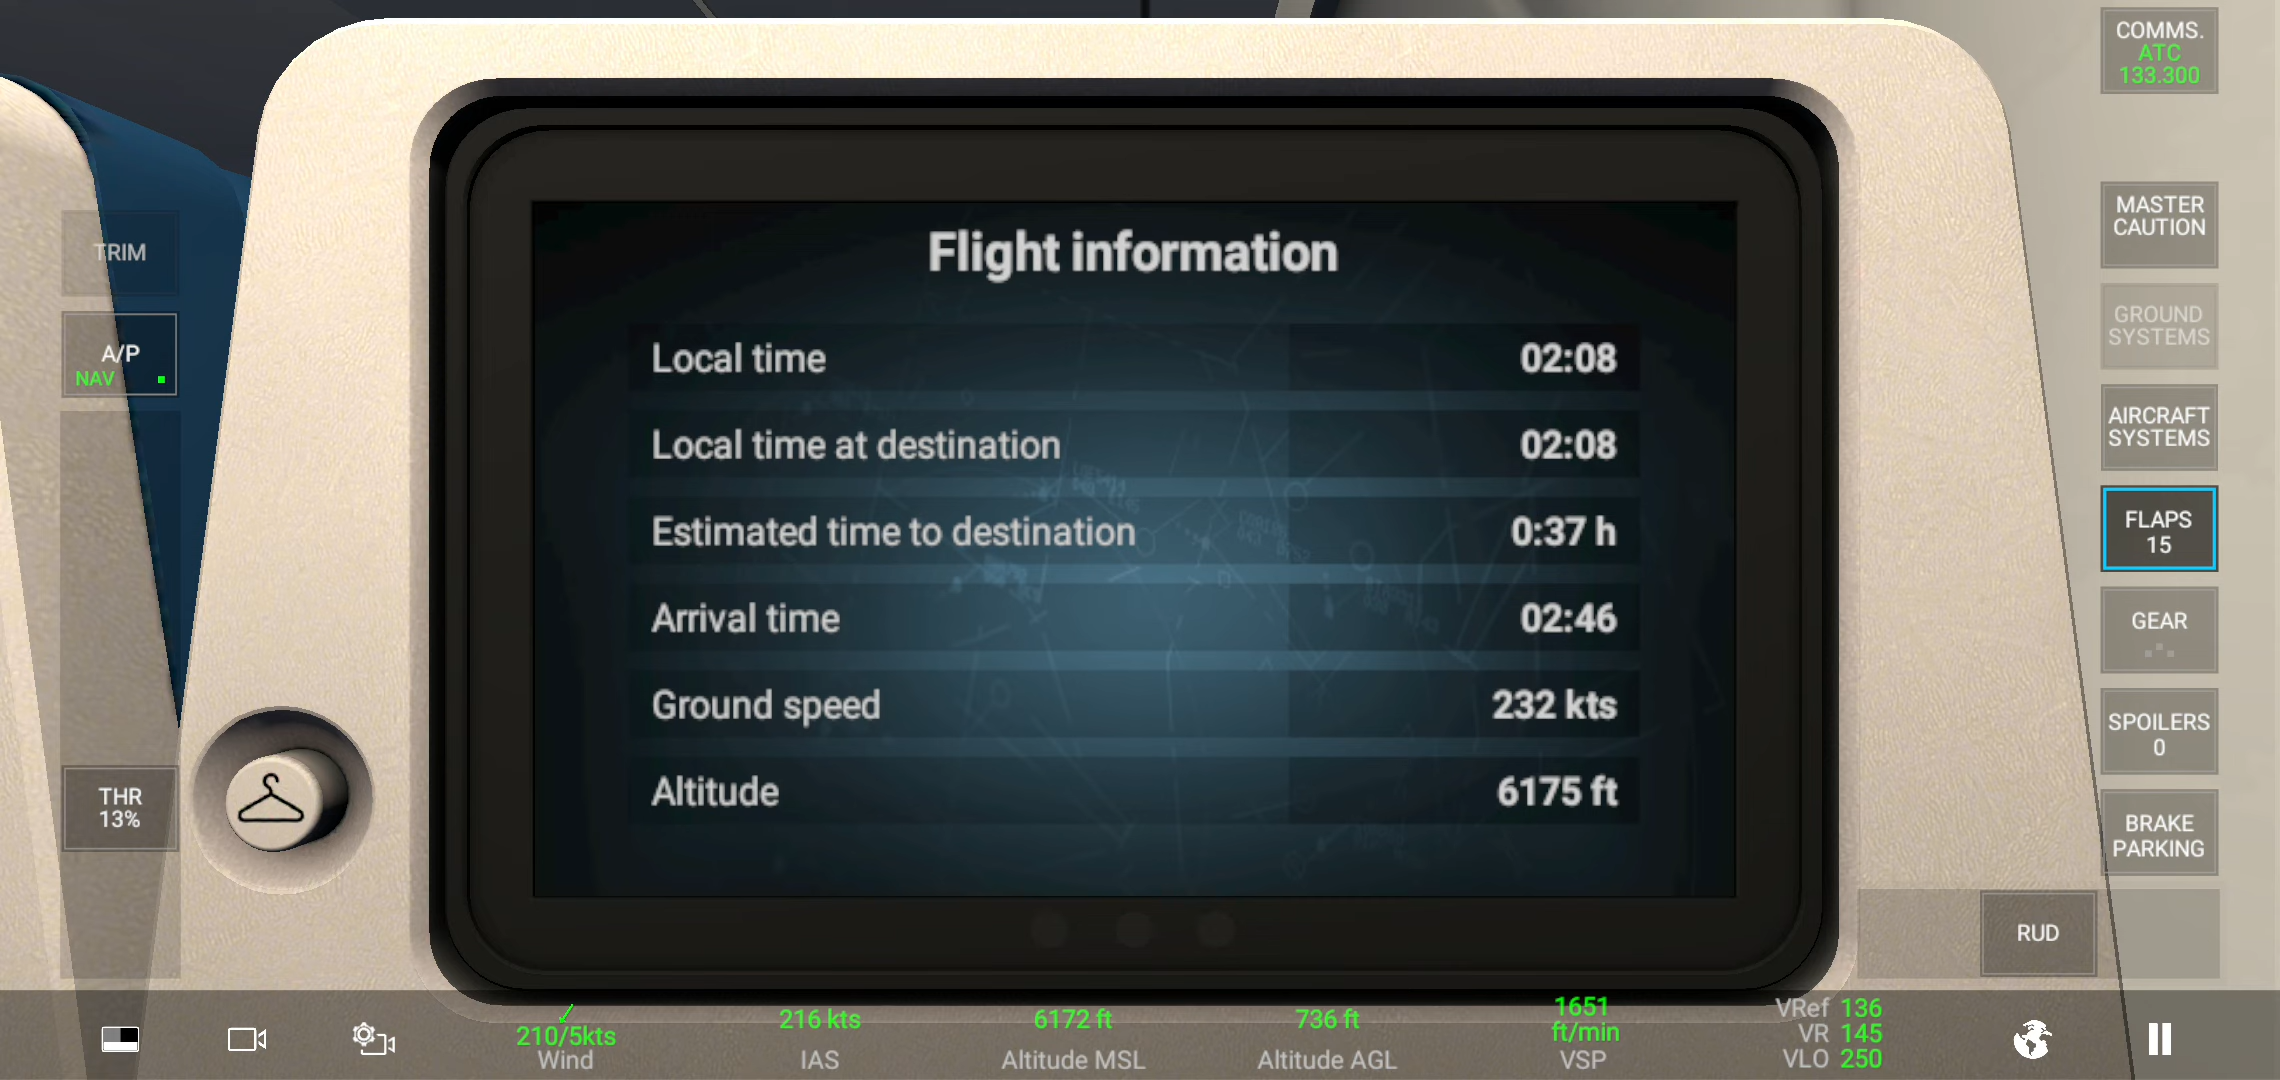 COMMS.
ATC
133.300
MASTER
CAUTION
GROUND
SYSTEMS
AIRCRAFT
SYSTEMS
FLAPS
15
GEAR
SPOILERS
0
BRAKE
PARKING
RUD
TRIM
A/P
NAV
THR
13%
Flight information
Local time 02:08
Local time at destination 02:08
Estimated time to destination 0:37 h
Arrival time 02:46
Ground speed 232 kts
Altitude 6175 ft
210/5kts
Wind
216 kts
IAS
6172 ft
Altitude MSL
736 ft
Altitude AGL
1651
ft/min
VSP
VRef 136
VR 145
VLO 250